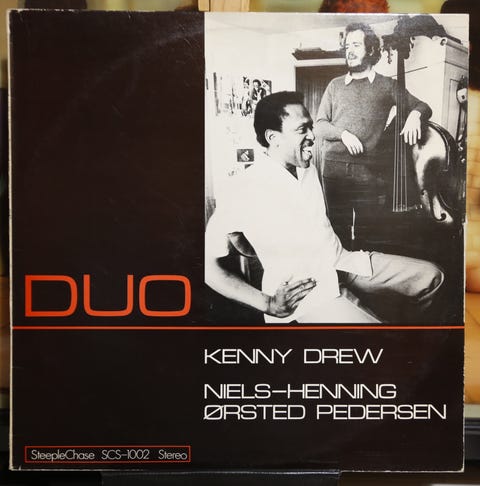 DUO
KENNY DREW
NIELS-HENNING
ØRSTED PEDERSEN
SteepleChase SCS-1002 Stereo